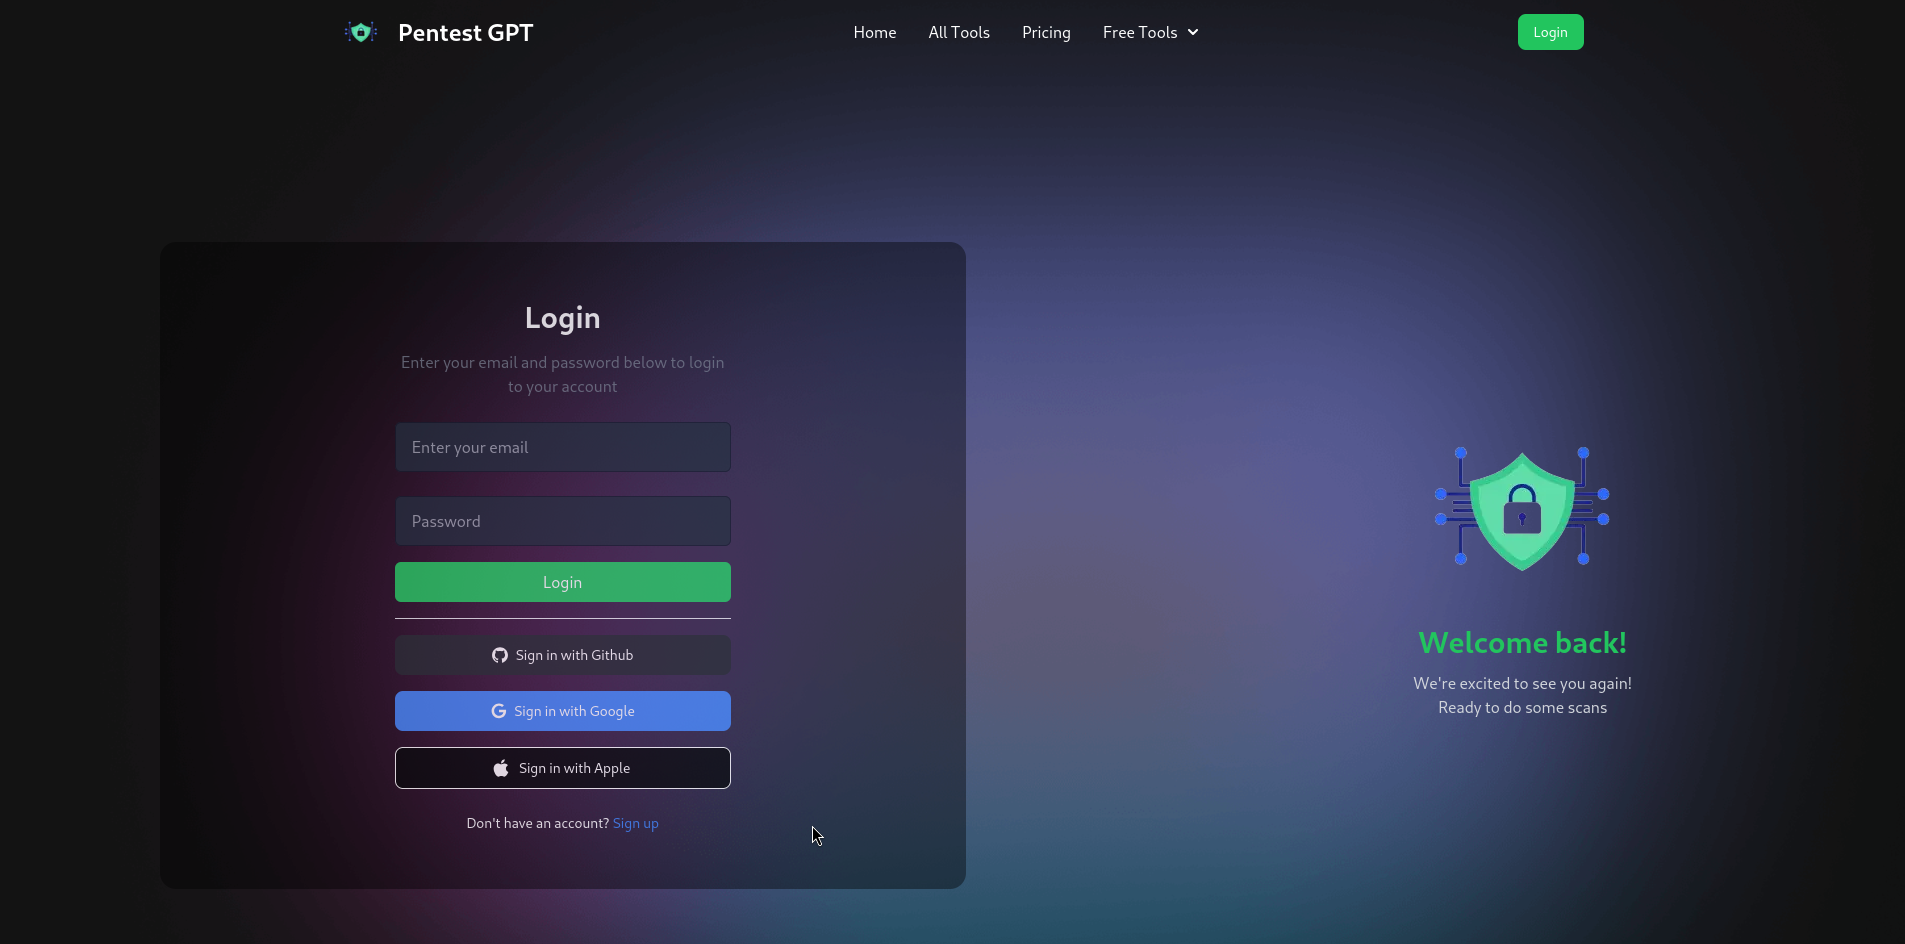 Pentest GPT
Home
All Tools
Pricing
Free Tools
Login
Login
Enter your email and password below to login
to your account
Enter your email
Password
Login
Sign in with Github
Sign in with Google
Sign in with Apple
Don't have an account? Sign up
Welcome back!
We're excited to see you again!
Ready to do some scans